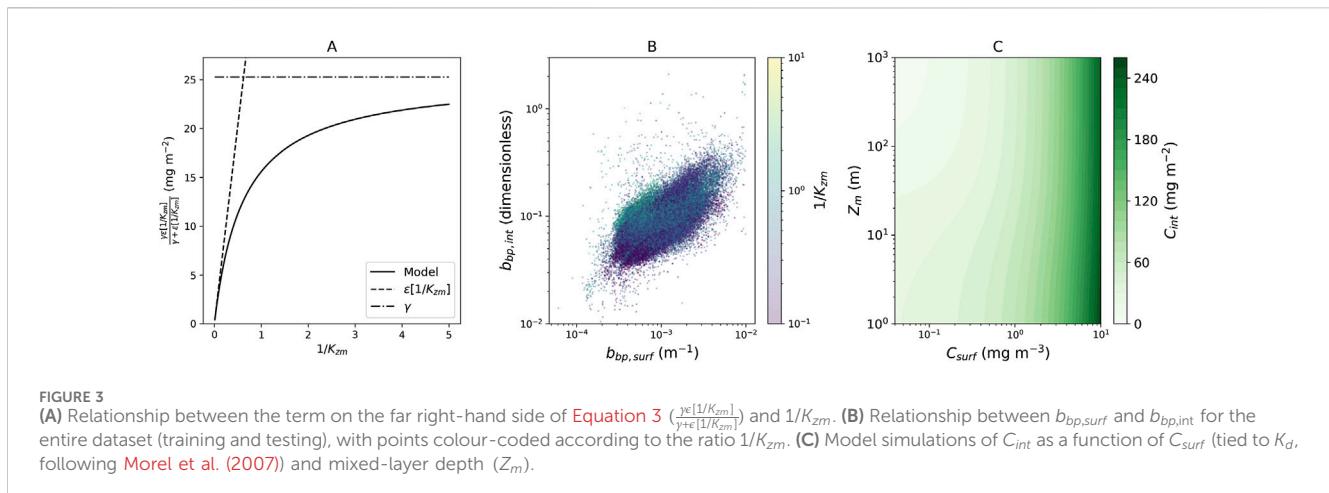 A
B
C
25
20
15
10
5
0
γε[1/K_zm] / γ + ε[1/K_zm] (mg m⁻²)
0
1
2
3
4
5
1/K_zm
Model
ε[1/K_zm]
γ
10⁰
10⁻¹
10⁻²
b_bp,int (dimensionless)
10⁻⁴
10⁻³
10⁻²
b_bp,surf (m⁻¹)
10¹
10⁰
10⁻¹
1/K_zm
10³
10²
10¹
10⁰
Z_m (m)
10⁻¹
10⁰
10¹
C_surf (mg m⁻³)
240
180
120
60
0
C_int (mg m⁻²)
FIGURE 3
(A) Relationship between the term on the far right-hand side of Equation 3 (γϵ[1/K_zm] / γ+ϵ[1/K_zm]) and 1/K_zm. (B) Relationship between b_bp,surf and b_bp,int for the
entire dataset (training and testing), with points colour-coded according to the ratio 1/K_zm. (C) Model simulations of C_int as a function of C_surf (tied to K_d,
following Morel et al. (2007)) and mixed-layer depth (Z_m).